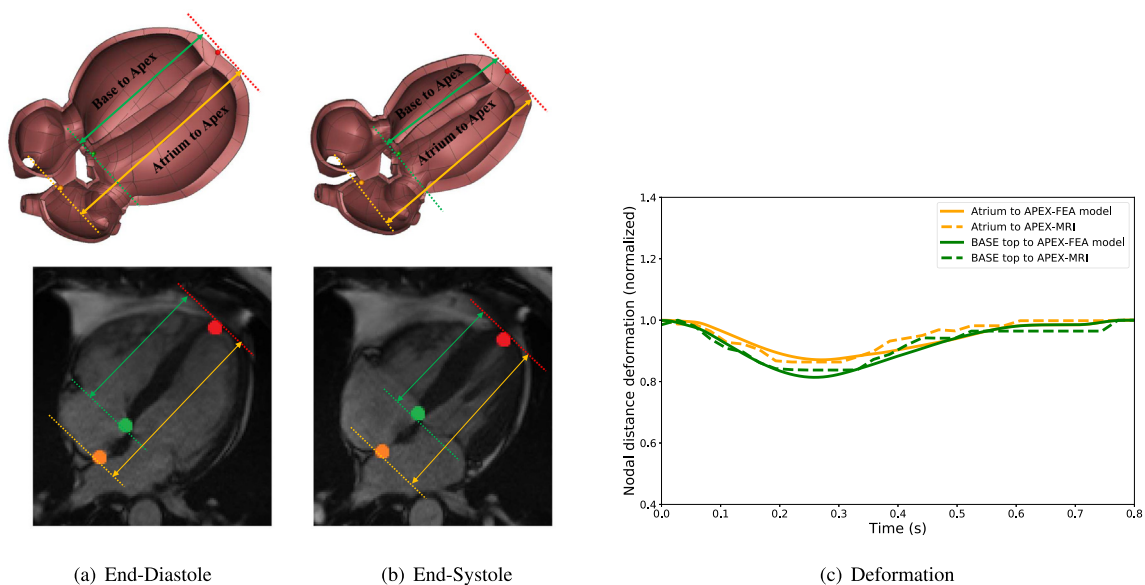 Base to Apex
Atrium to Apex
Base to Apex
Atrium to Apex
1.4
1.2
1.0
0.8
0.6
0.4
Nodal distance deformation (normalized)
Atrium to APEX-FEA model
Atrium to APEX-MRI
BASE top to APEX-FEA model
BASE top to APEX-MRI
0.0 0.1 0.2 0.3 0.4 0.5 0.6 0.7 0.8
Time (s)
(a) End-Diastole
(b) End-Systole
(c) Deformation